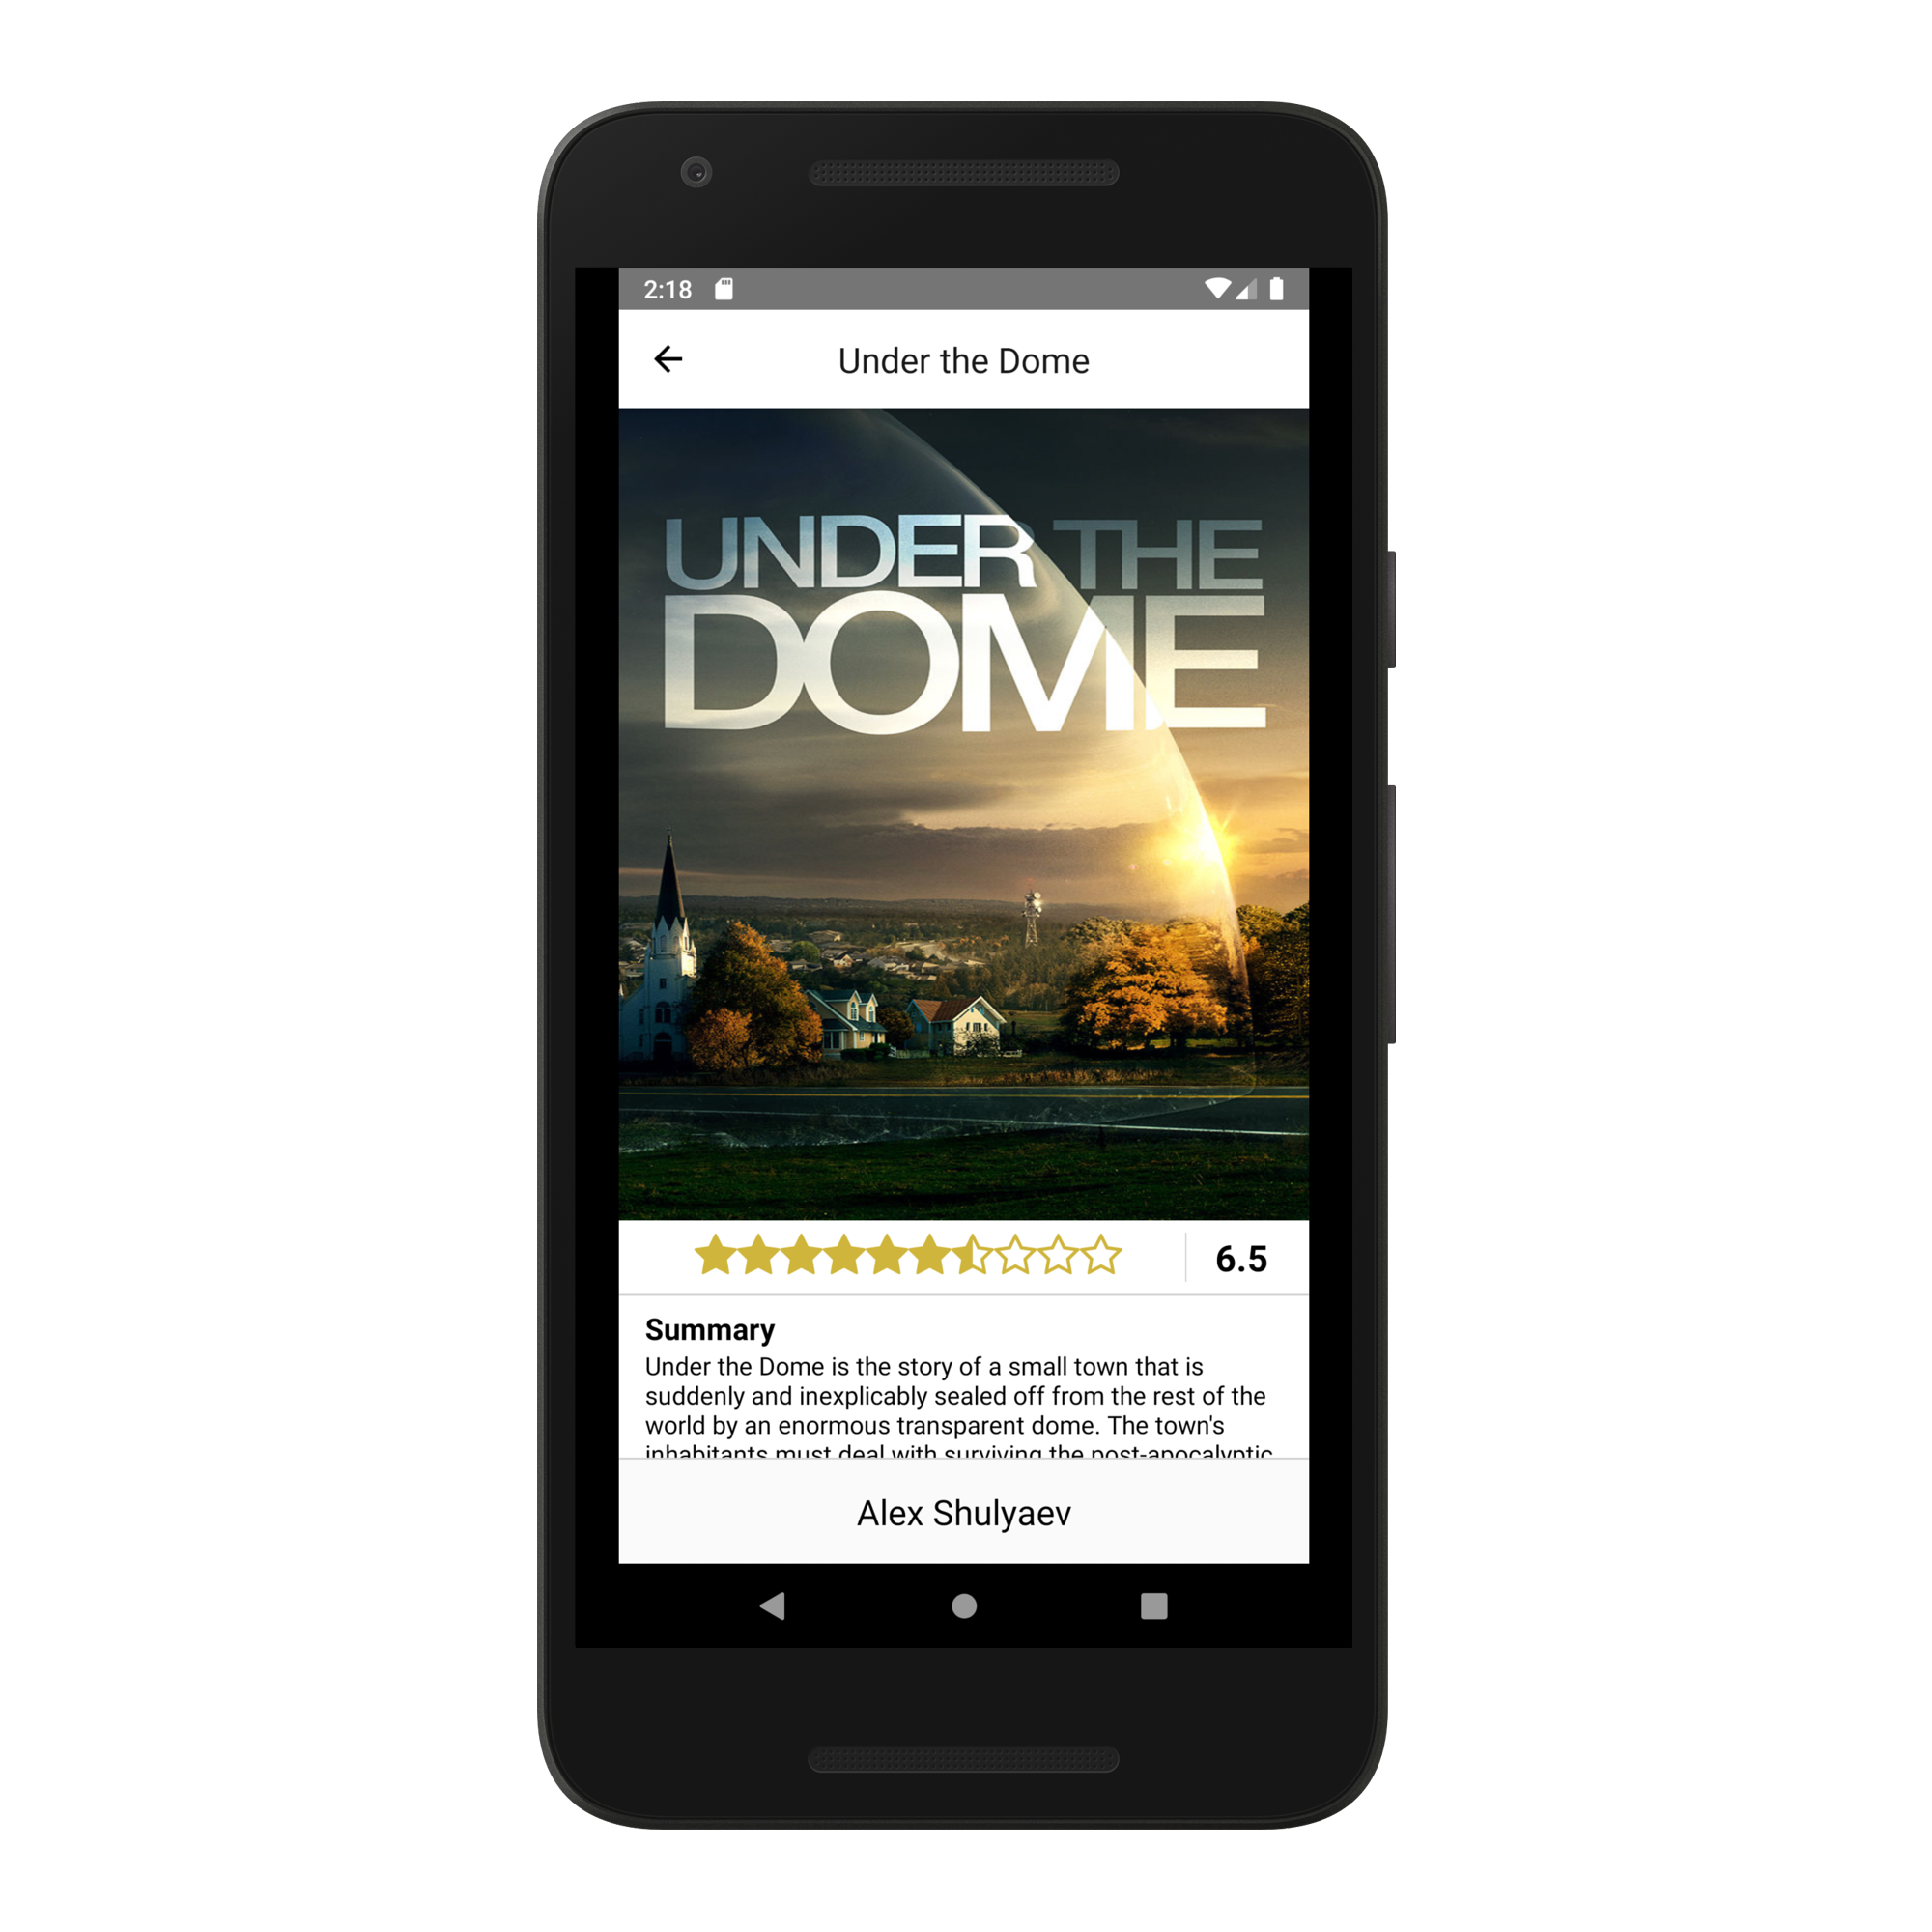 2:18
Under the Dome
UNDER THE
DOME
6.5
Summary
Under the Dome is the story of a small town that is
suddenly and inexplicably sealed off from the rest of the
world by an enormous transparent dome. The town's
inhabitants must deal with surviving the post-apocalyptic
Alex Shulyaev